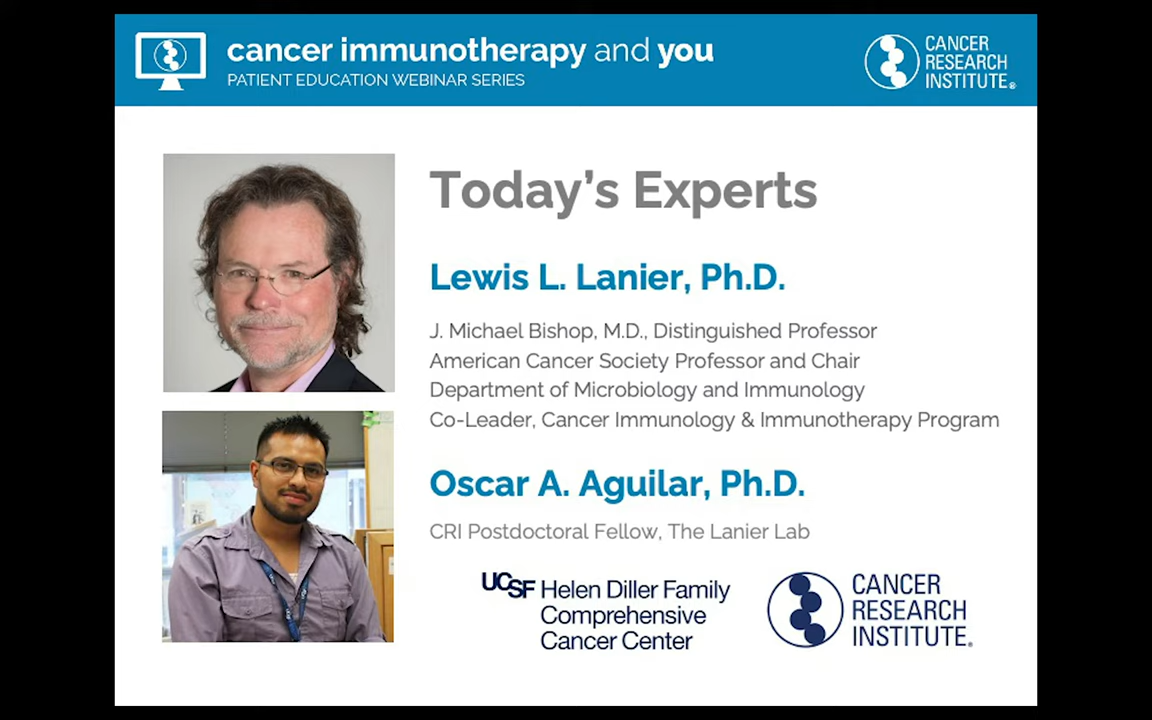 cancer immunotherapy and you
PATIENT EDUCATION WEBINAR SERIES
CANCER
RESEARCH
INSTITUTE®
Today's Experts
Lewis L. Lanier, Ph.D.
J. Michael Bishop, M.D., Distinguished Professor
American Cancer Society Professor and Chair
Department of Microbiology and Immunology
Co-Leader, Cancer Immunology & Immunotherapy Program
Oscar A. Aguilar, Ph.D.
CRI Postdoctoral Fellow, The Lanier Lab
UCSF Helen Diller Family
Comprehensive
Cancer Center
CANCER
RESEARCH
INSTITUTE®